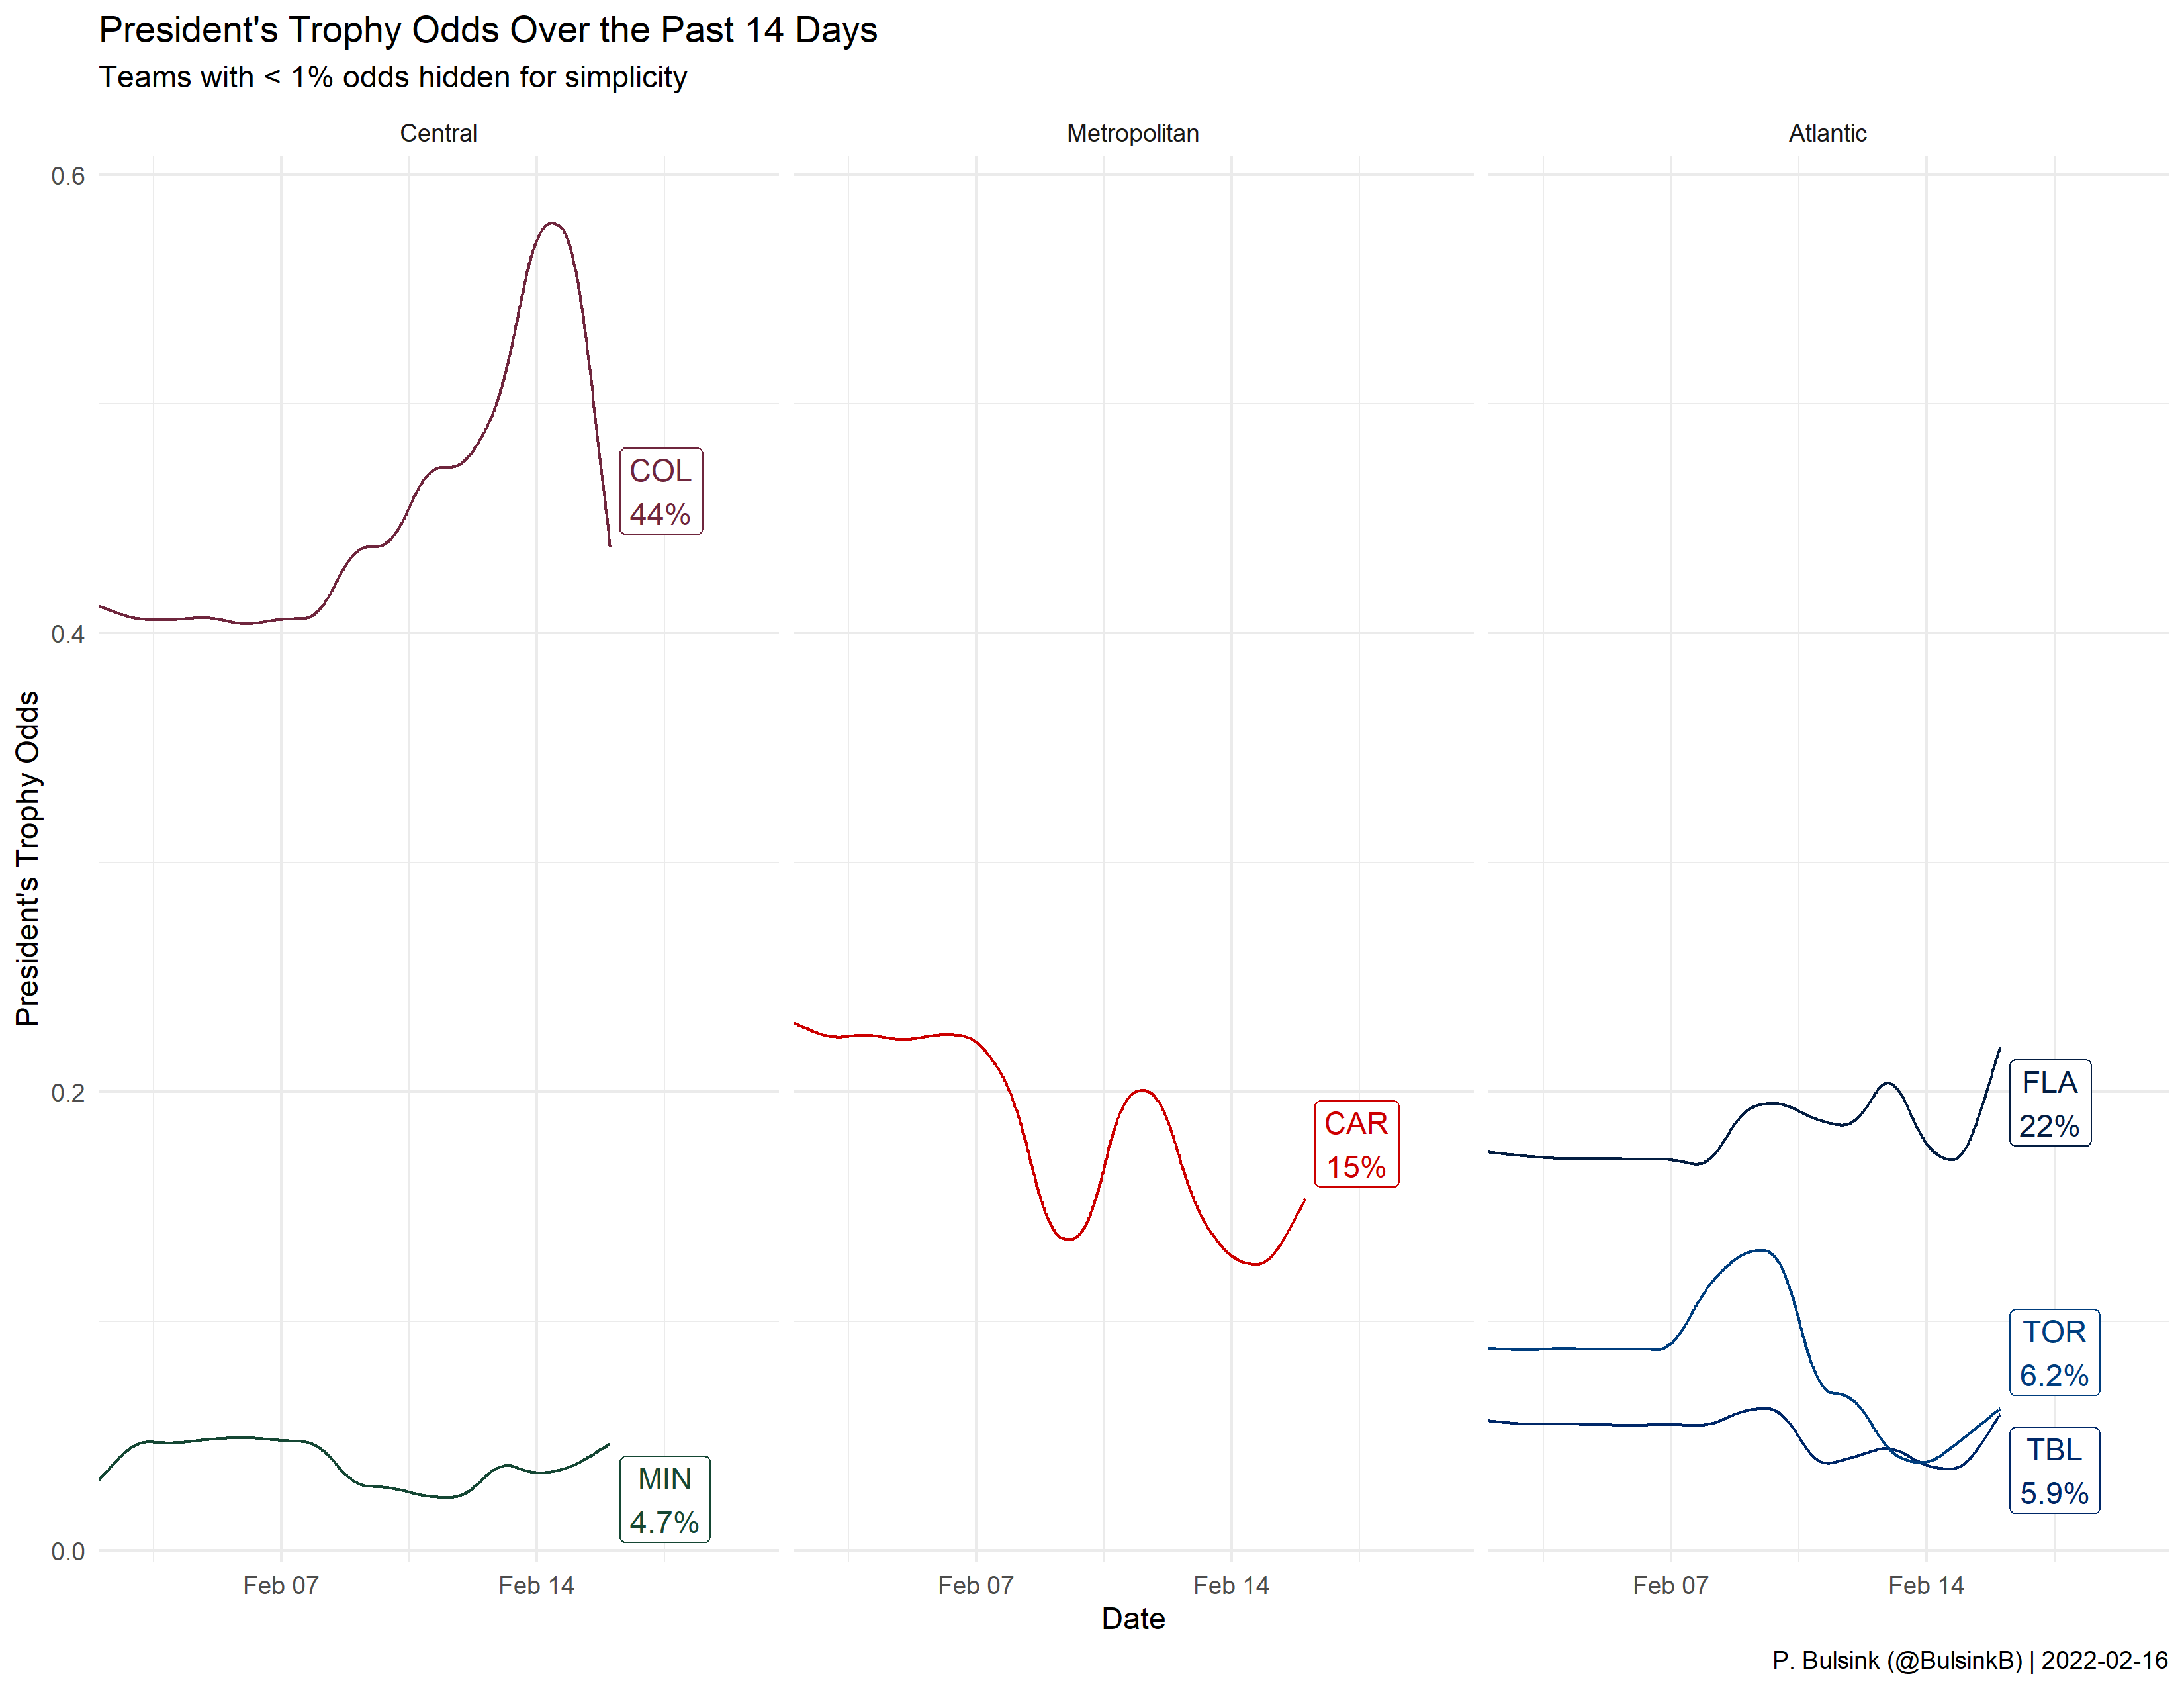 President's Trophy Odds Over the Past 14 Days
Teams with < 1% odds hidden for simplicity
Central
Metropolitan
Atlantic
President's Trophy Odds
0.6
0.4
0.2
0.0
COL
44%
MIN
4.7%
CAR
15%
FLA
22%
TOR
6.2%
TBL
5.9%
Feb 07
Feb 14
Feb 07
Feb 14
Feb 07
Feb 14
Date
P. Bulsink (@BulsinkB) | 2022-02-16